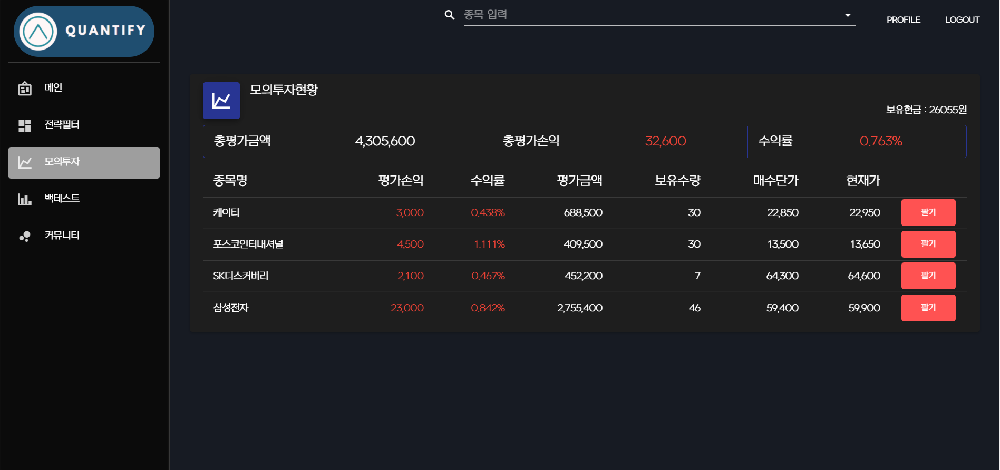 QUANTIFY
종목 입력
PROFILE
LOGOUT
메인
전략필터
모의투자
백테스트
커뮤니티
모의투자현황
보유현금 : 26055원
총평가금액 4,305,600 총평가손익 32,600 수익률 0.763%
종목명 평가손익 수익률 평가금액 보유수량 매수단가 현재가
케이티 3,000 0.438% 688,500 30 22,850 22,950 팔기
포스코인터내셔널 4,500 1.111% 409,500 30 13,500 13,650 팔기
SK디스커버리 2,100 0.467% 452,200 7 64,300 64,600 팔기
삼성전자 23,000 0.842% 2,755,400 46 59,400 59,900 팔기